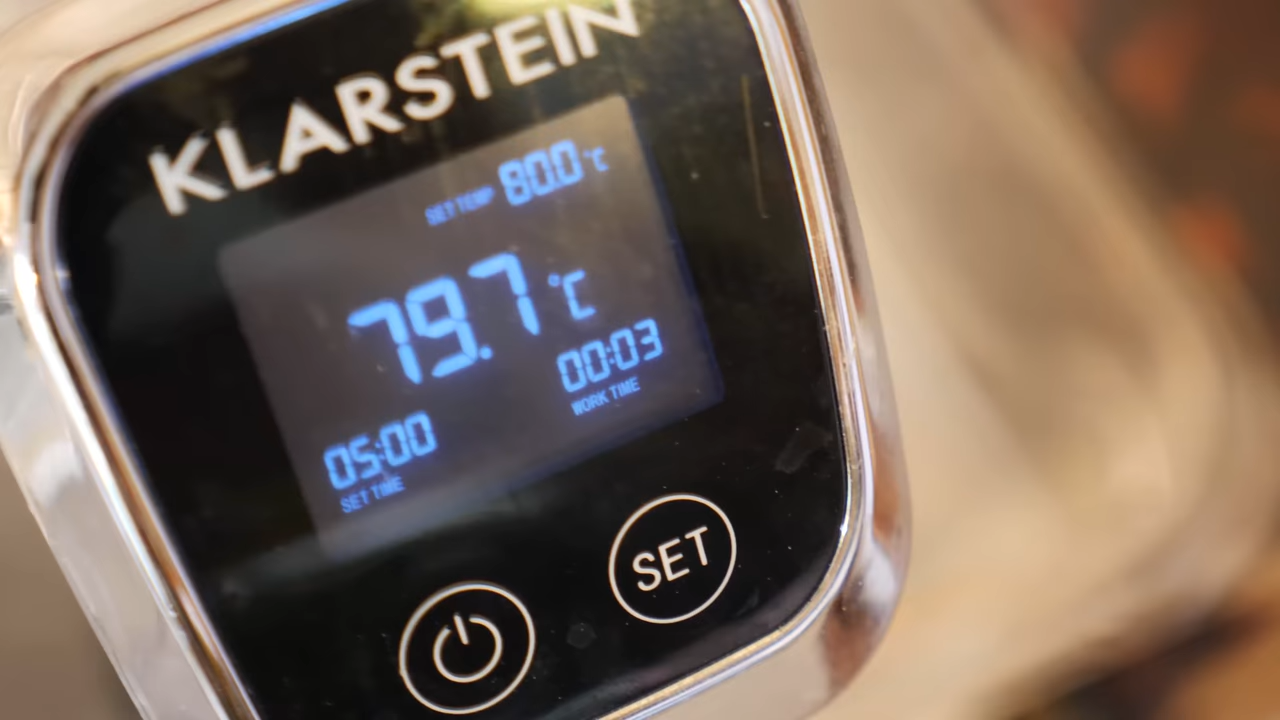 KLARSTEIN
SET TEMP 80.0 °C
79.7 °C
00:03
WORK TIME
05:00
SET TIME
SET